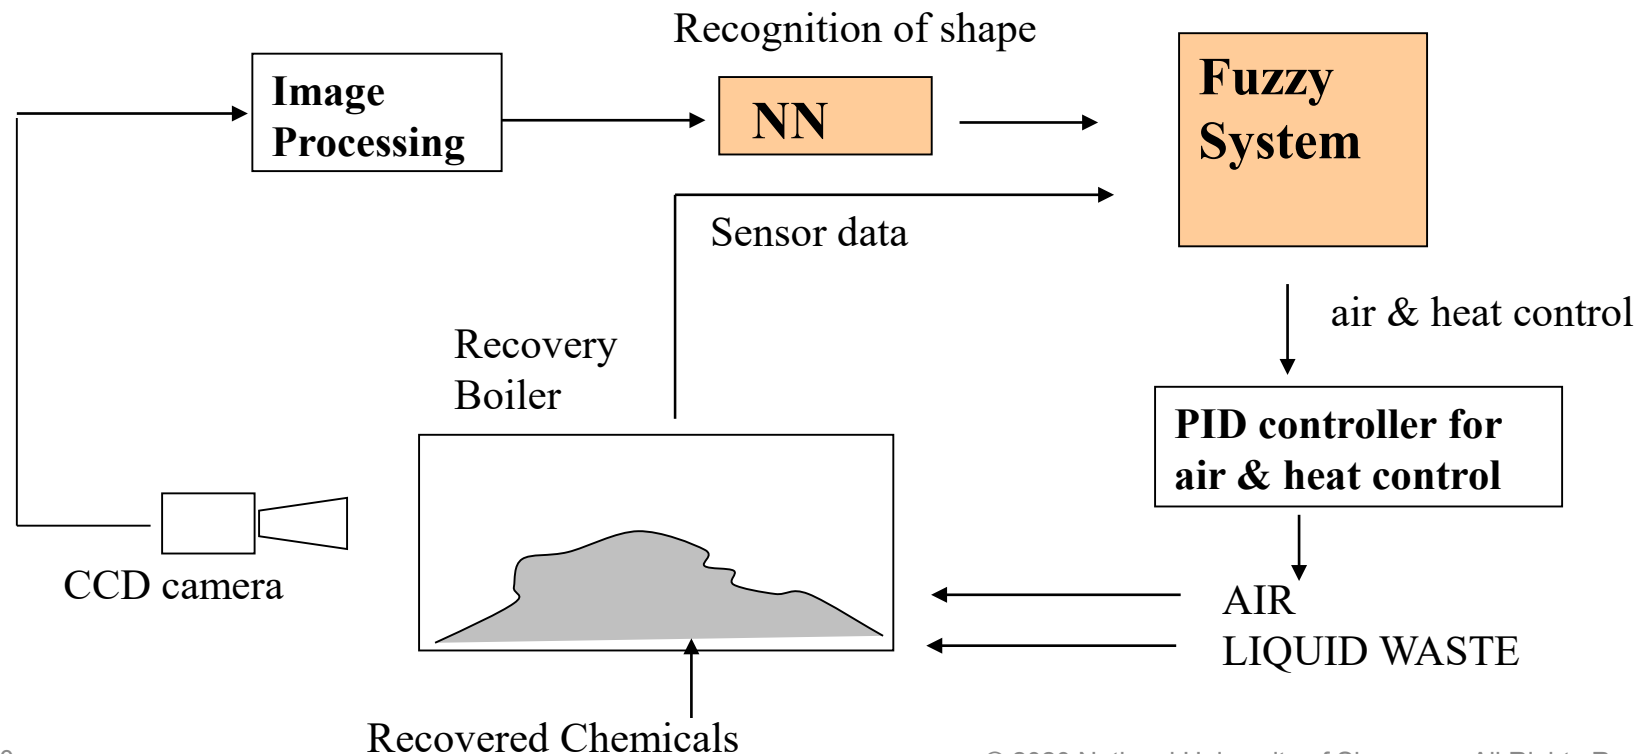 Recognition of shape
Image
Processing
NN
Fuzzy
System
Sensor data
air & heat control
Recovery
Boiler
PID controller for
air & heat control
CCD camera
AIR
LIQUID WASTE
Recovered Chemicals